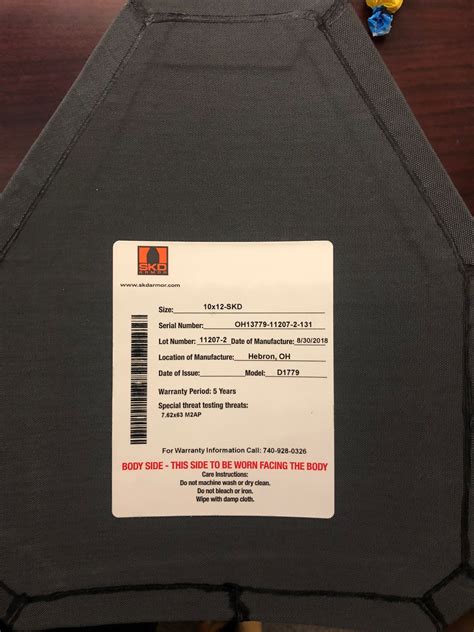 SKD
ARMOR
www.skdarmor.com
Size: 10x12-SKD
Serial Number: OH13779-11207-2-131
Lot Number: 11207-2 Date of Manufacture: 8/30/2018
Location of Manufacture: Hebron, OH
Date of Issue: Model: D1779
Warranty Period: 5 Years
Special threat testing threats:
7.62x63 M2AP
For Warranty Information Call: 740-928-0326
BODY SIDE - THIS SIDE TO BE WORN FACING THE BODY
Care Instructions:
Do not machine wash or dry clean.
Do not bleach or iron.
Wipe with damp cloth.